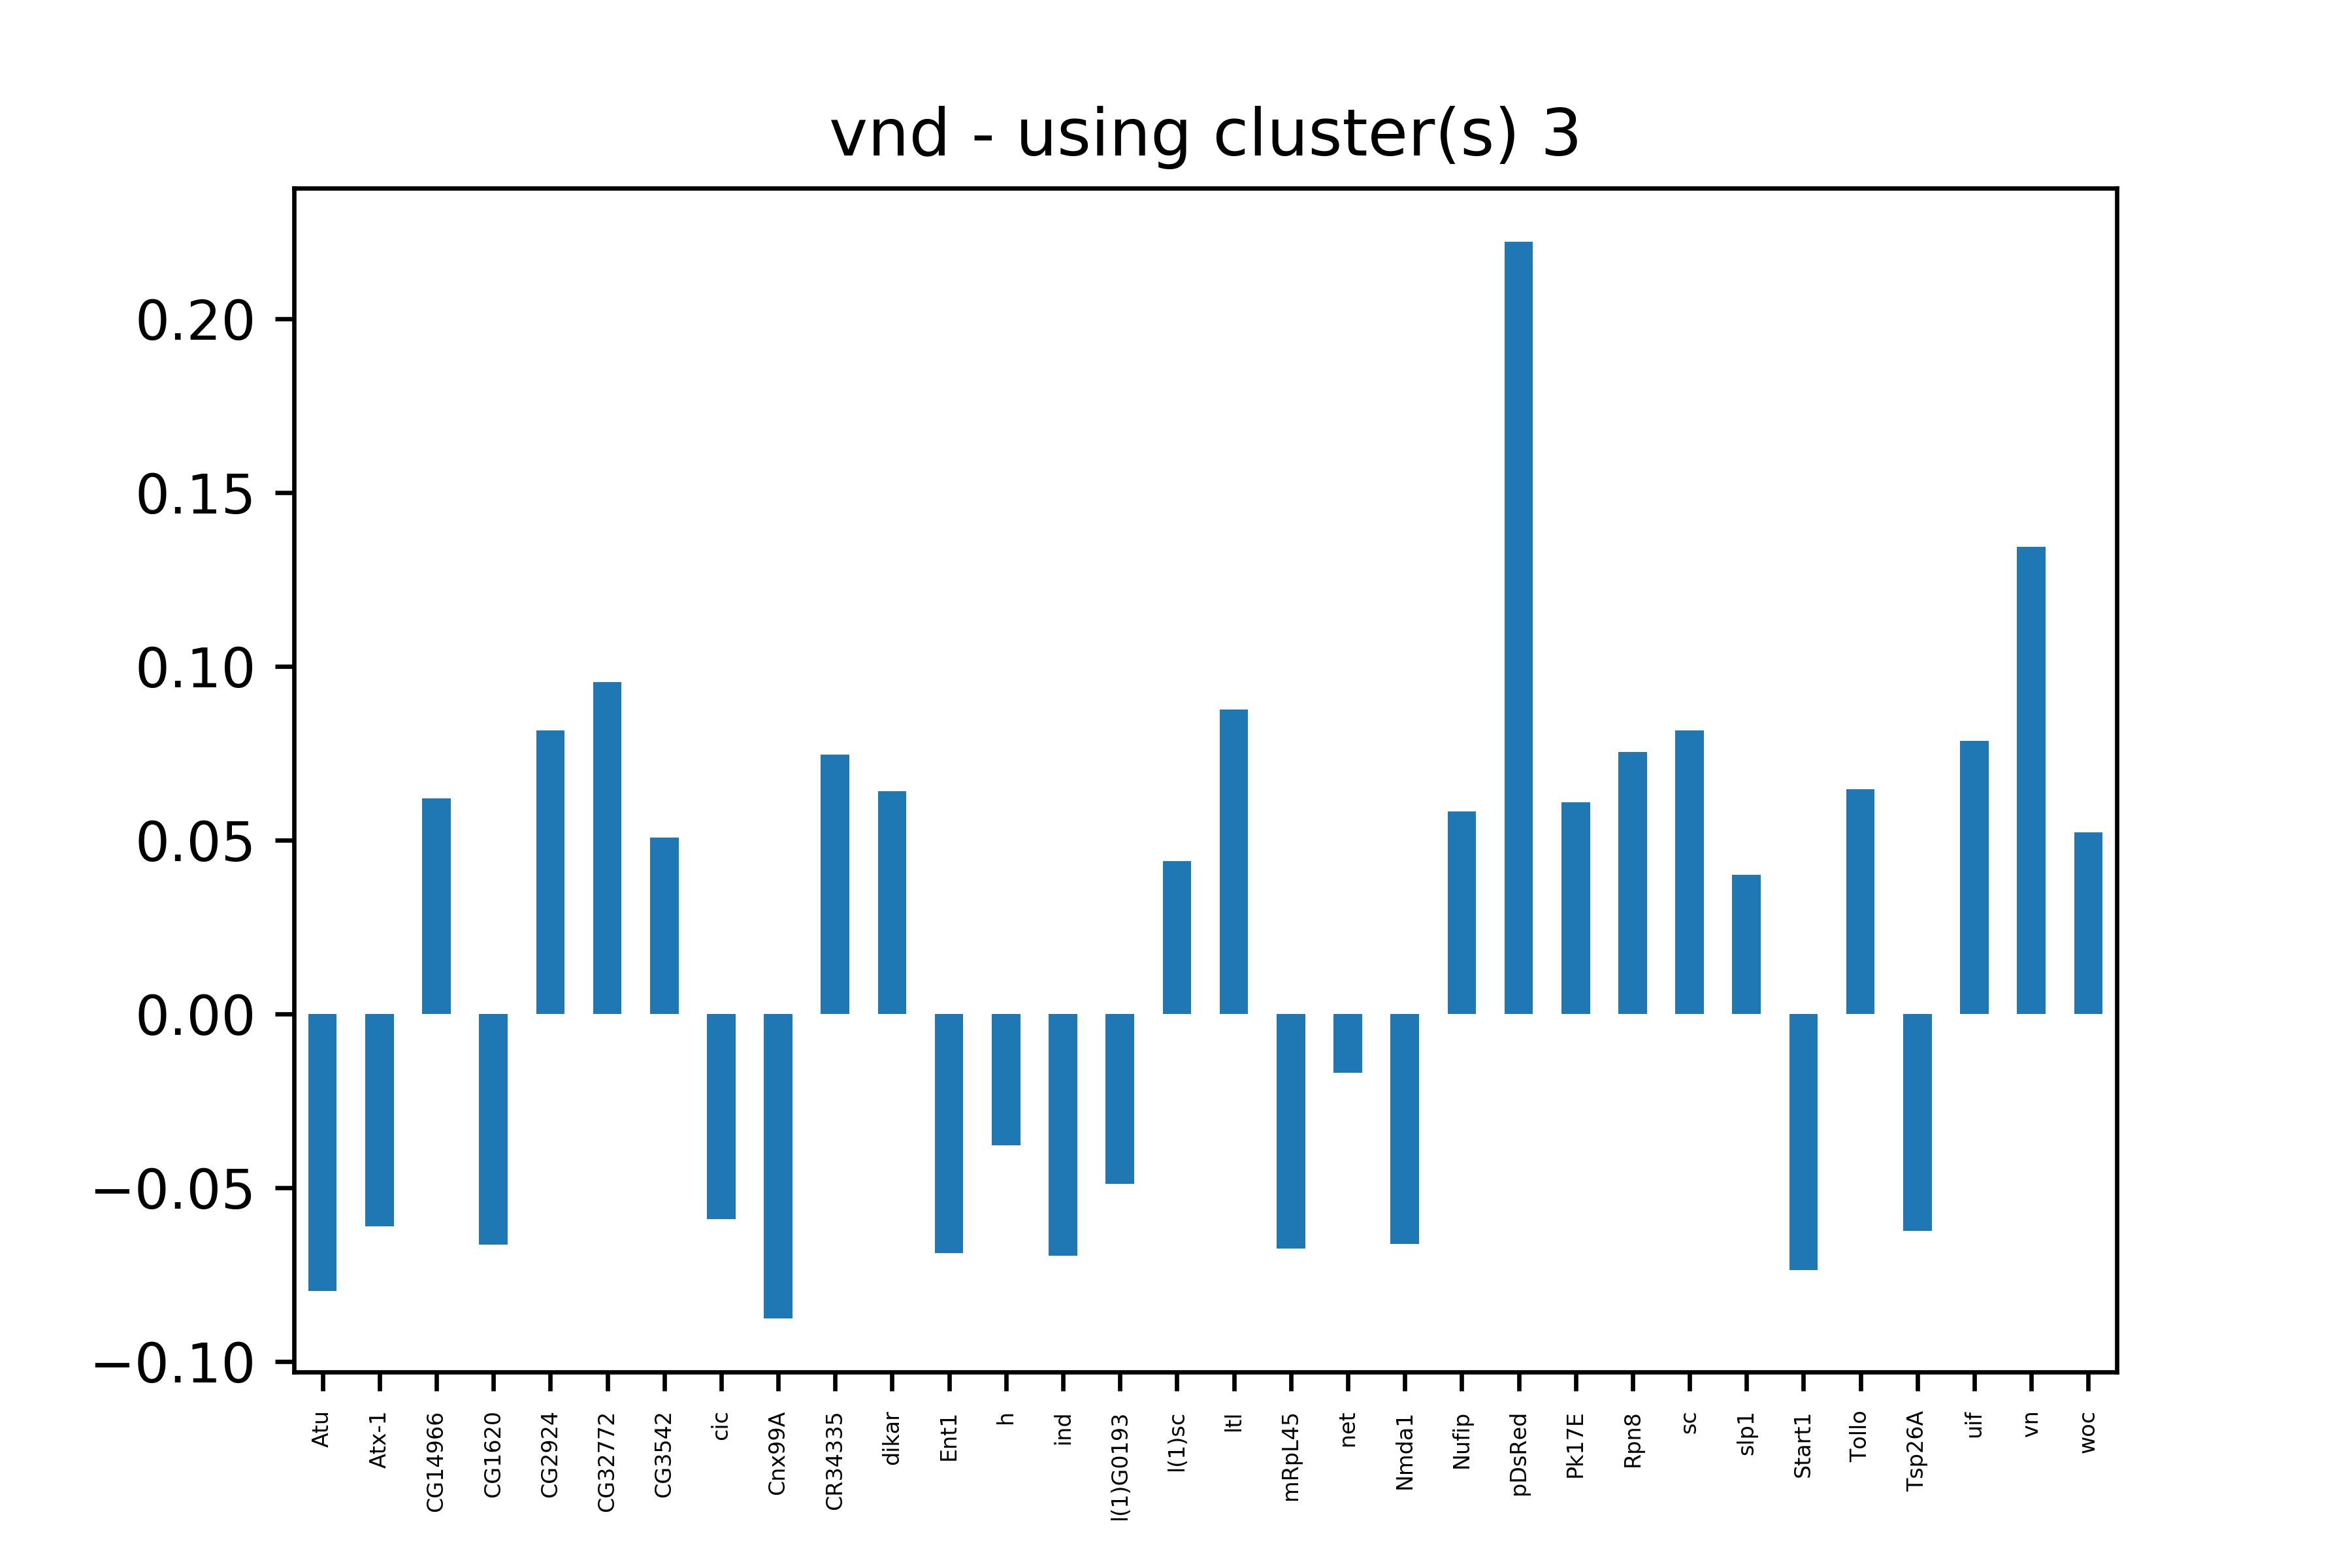 vnd - using cluster(s) 3
0.20
0.15
0.10
0.05
0.00
−0.05
−0.10
Atu
Atx-1
CG14966
CG1620
CG2924
CG32772
CG3542
cic
Cnx99A
CR34335
dikar
Ent1
h
ind
l(1)G0193
l(1)sc
ltl
mRpL45
net
Nmda1
Nufip
pDsRed
Pk17E
Rpn8
sc
slp1
Start1
Tollo
Tsp26A
uif
vn
woc